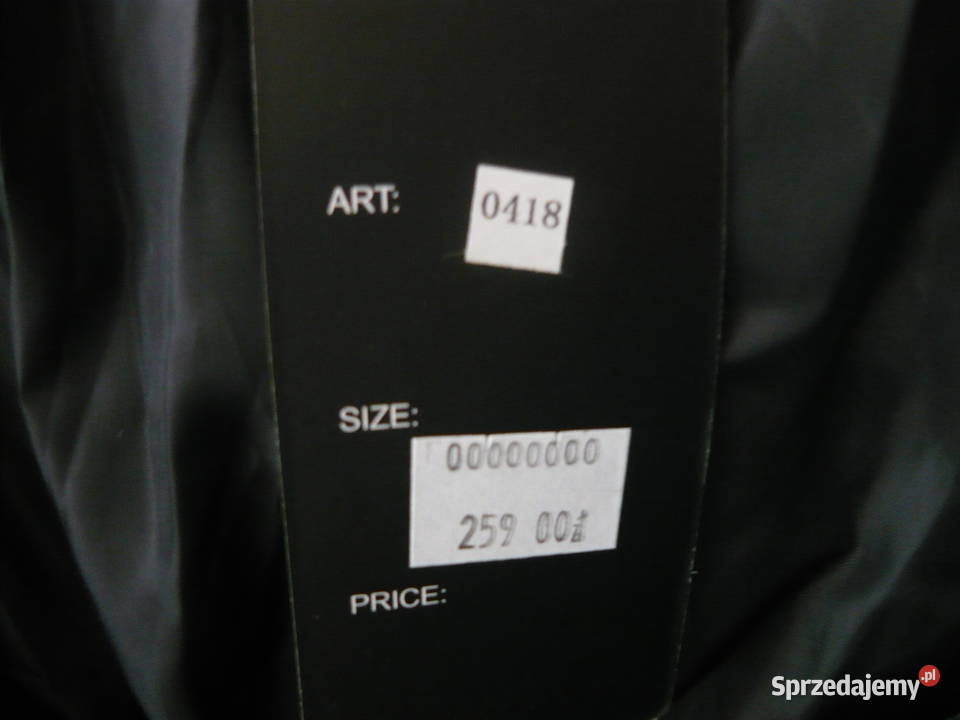 ART:
0418
SIZE:
00000000
259 00zł
PRICE:
Sprzedajemy.pl